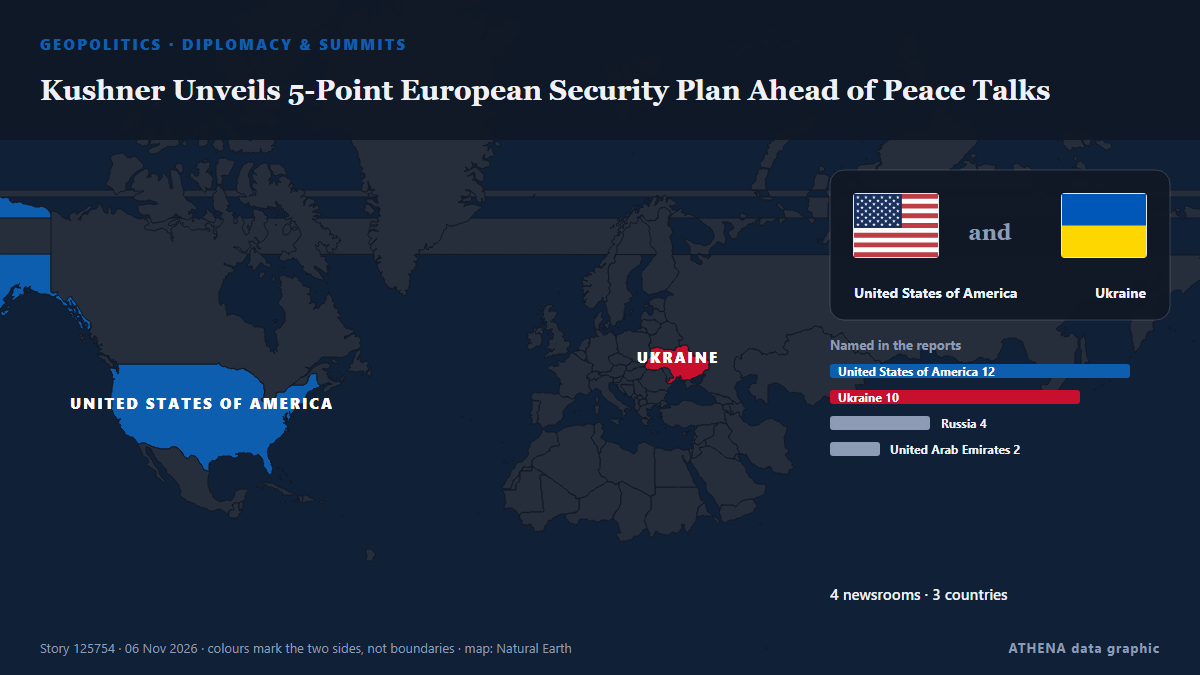 GEOPOLITICS · DIPLOMACY & SUMMITS
Kushner Unveils 5-Point European Security Plan Ahead of Peace Talks
and
United States of America
Ukraine
Named in the reports
United States of America 12
Ukraine 10
Russia 4
United Arab Emirates 2
UKRAINE
UNITED STATES OF AMERICA
4 newsrooms · 3 countries
Story 125754 · 06 Nov 2026 · colours mark the two sides, not boundaries · map: Natural Earth
ATHENA data graphic